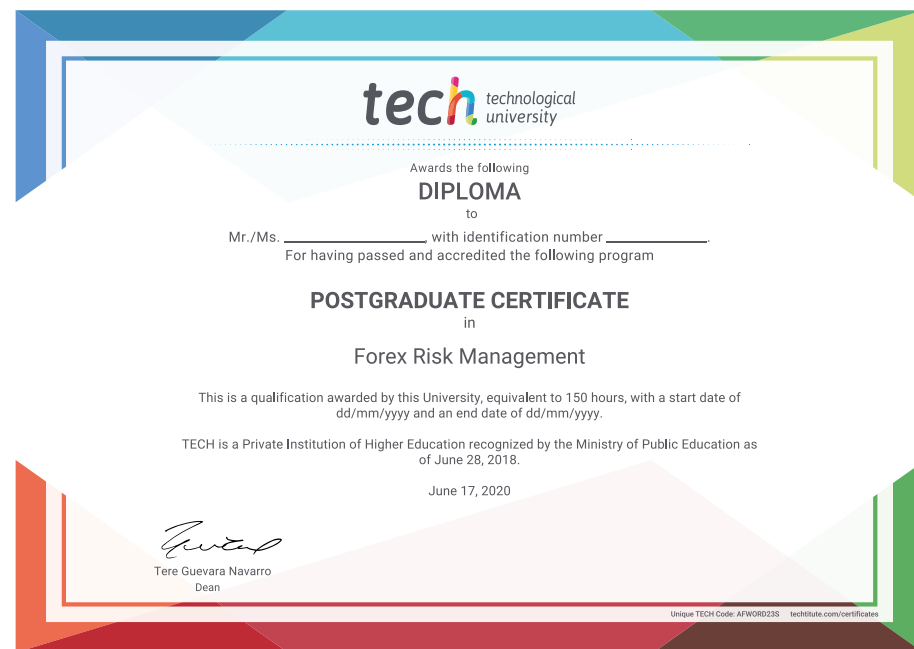 tech technological
university
Awards the following
DIPLOMA
to
Mr./Ms. ____________, with identification number ____________.
For having passed and accredited the following program
POSTGRADUATE CERTIFICATE
in
Forex Risk Management
This is a qualification awarded by this University, equivalent to 150 hours, with a start date of
dd/mm/yyyy and an end date of dd/mm/yyyy.
TECH is a Private Institution of Higher Education recognized by the Ministry of Public Education as
of June 28, 2018.
June 17, 2020
Tere Guevara Navarro
Dean
Unique TECH Code: AFWORD23S techtitute.com/certificates